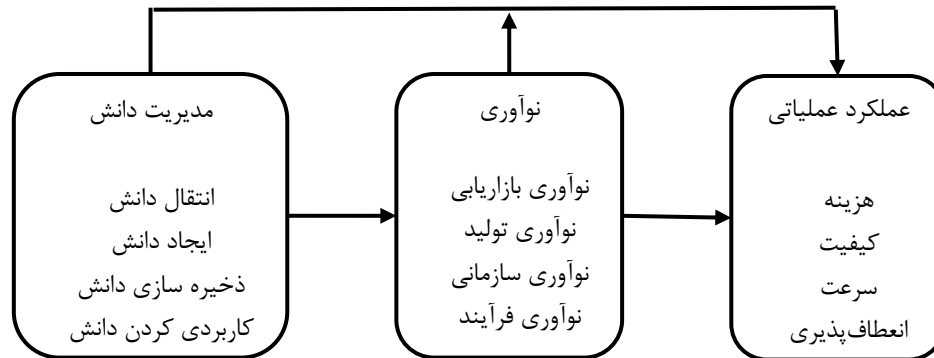 مدیریت دانش
انتقال دانش
ایجاد دانش
ذخیره سازی دانش
کاربردی کردن دانش
نوآوری
نوآوری بازاریابی
نوآوری تولید
نوآوری سازمانی
نوآوری فرآیند
عملکرد عملیاتی
هزینه
کیفیت
سرعت
انعطاف‌پذیری